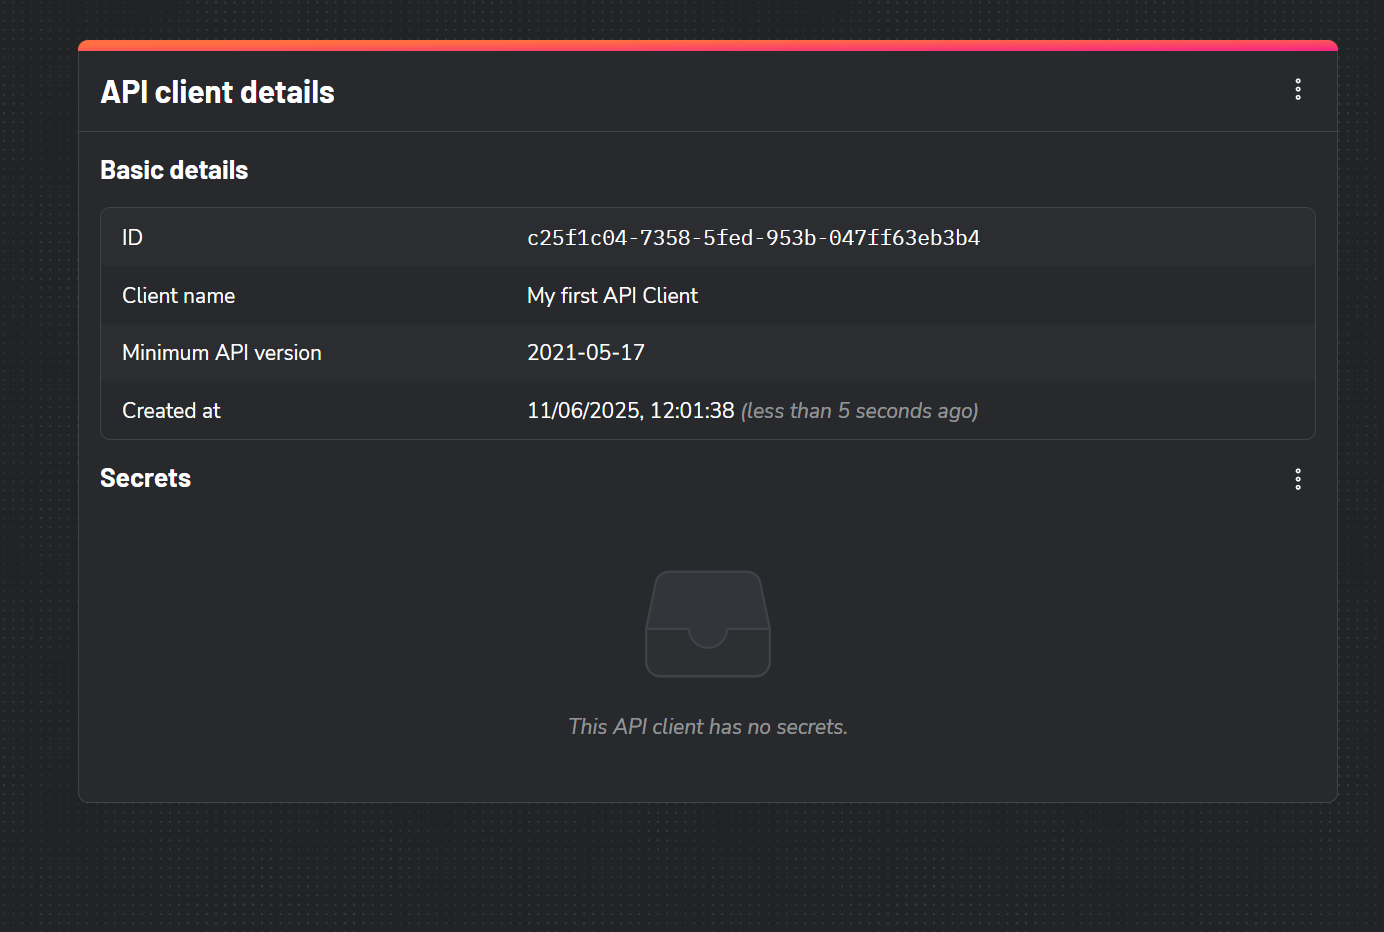 API client details
Basic details
ID c25f1c04-7358-5fed-953b-047ff63eb3b4
Client name My first API Client
Minimum API version 2021-05-17
Created at 11/06/2025, 12:01:38 (less than 5 seconds ago)
Secrets
This API client has no secrets.